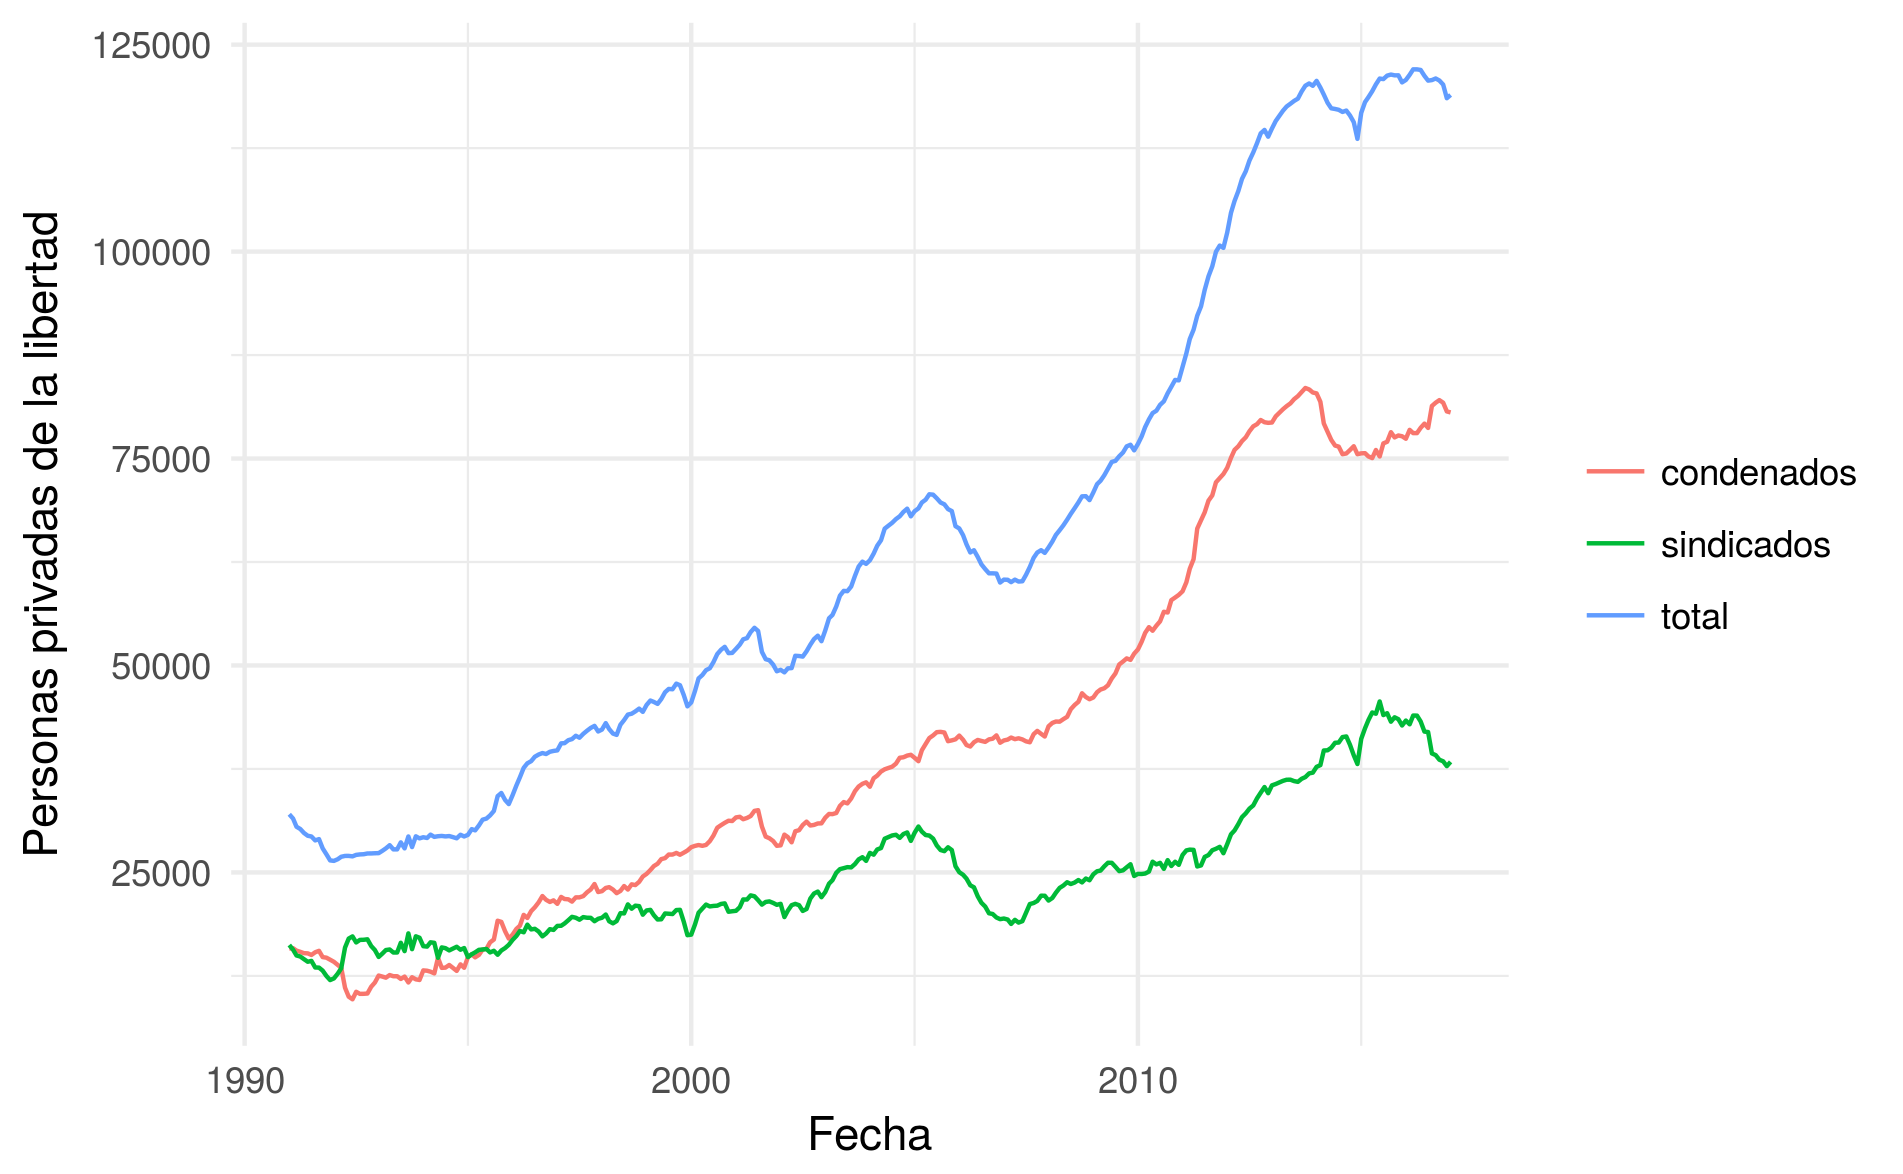 Personas privadas de la libertad
125000
100000
75000
50000
25000
1990
2000
2010
Fecha
condenados
sindicados
total